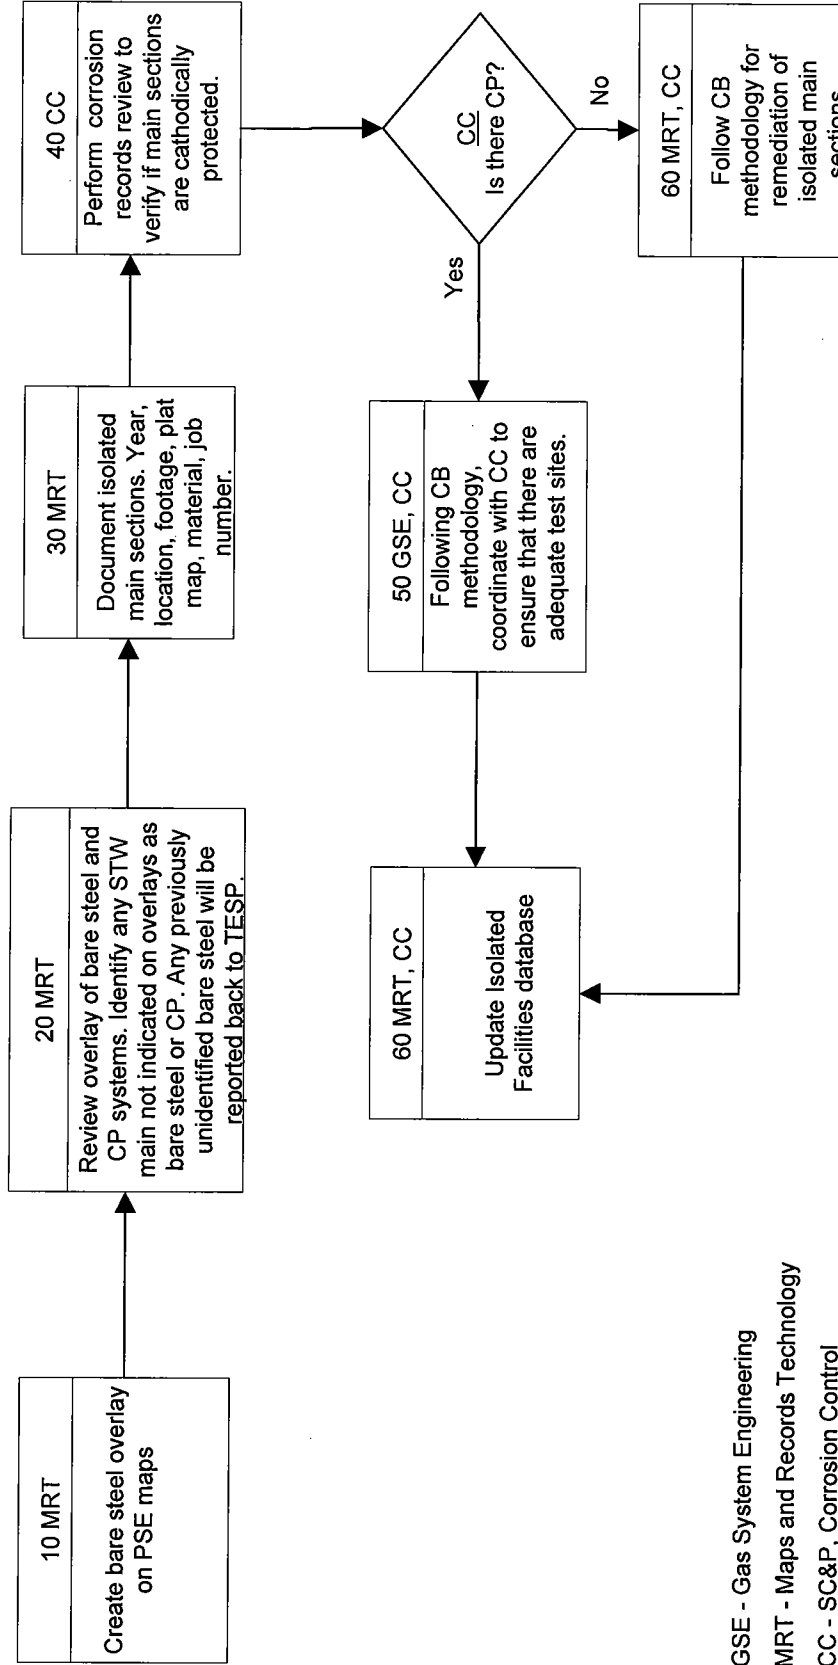 10 MRT
Create bare steel overlay
on PSE maps
20 MRT
Review overlay of bare steel and
CP systems. Identify any STW
main not indicated on overlays as
bare steel or CP. Any previously
unidentified bare steel will be
reported back to TESP.
30 MRT
Document isolated
main sections. Year,
location, footage, plat
map, material, job
number.
40 CC
Perform corrosion
records review to
verify if main sections
are cathodically
protected.
CC
Is there CP?
Yes
No
50 GSE, CC
Following CB
methodology,
coordinate with CC to
ensure that there are
adequate test sites.
60 MRT, CC
Follow CB
methodology for
remediation of
isolated main
sections
60 MRT, CC
Update Isolated
Facilities database
GSE - Gas System Engineering
MRT - Maps and Records Technology
CC - SC&P, Corrosion Control